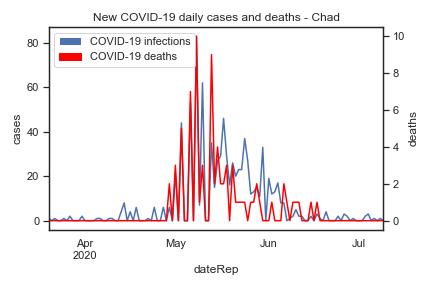 New COVID-19 daily cases and deaths - Chad
COVID-19 infections
COVID-19 deaths
80
60
40
20
0
cases
10
8
6
4
2
0
deaths
Apr
2020
May
Jun
Jul
dateRep